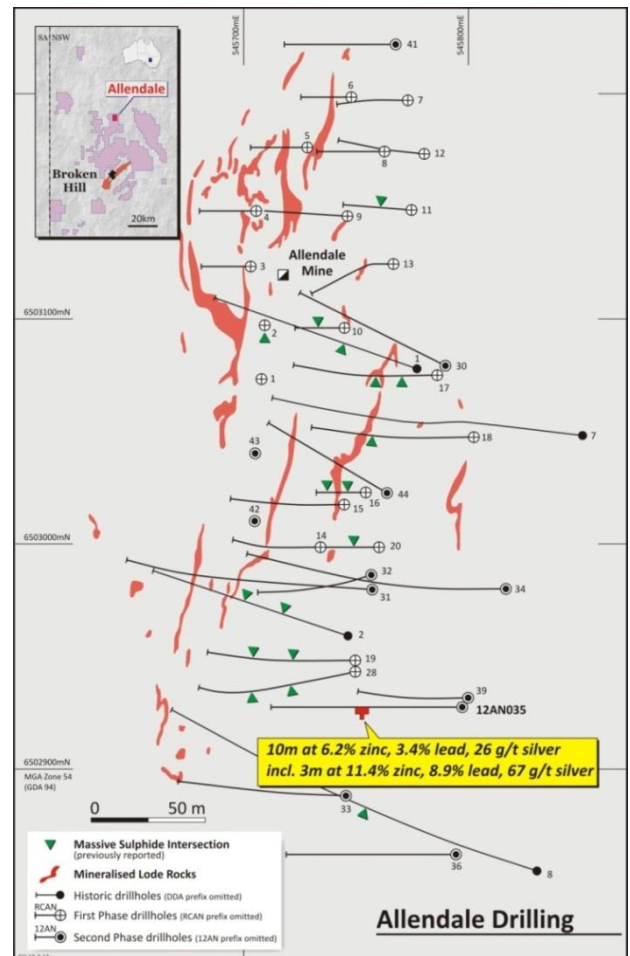 545700mE
545800mE
SA
NSW
Allendale
Broken
Hill
20km
41
6
7
5
8
12
4
9
11
3
Allendale
Mine
13
6503100mN
2
10
1
30
17
1
18
7
43
44
16
15
42
6503000mN
14
20
32
31
34
2
19
28
39
12AN035
10m at 6.2% zinc, 3.4% lead, 26 g/t silver
incl. 3m at 11.4% zinc, 8.9% lead, 67 g/t silver
6502900mN
MGA Zone 54
(GDA 94)
0 50 m
33
36
8
Massive Sulphide Intersection
(previously reported)
Mineralised Lode Rocks
Historic drillholes (DDA prefix omitted)
RCAN
First Phase drillholes (RCAN prefix omitted)
12AN
Second Phase drillholes (12AN prefix omitted)
Allendale Drilling